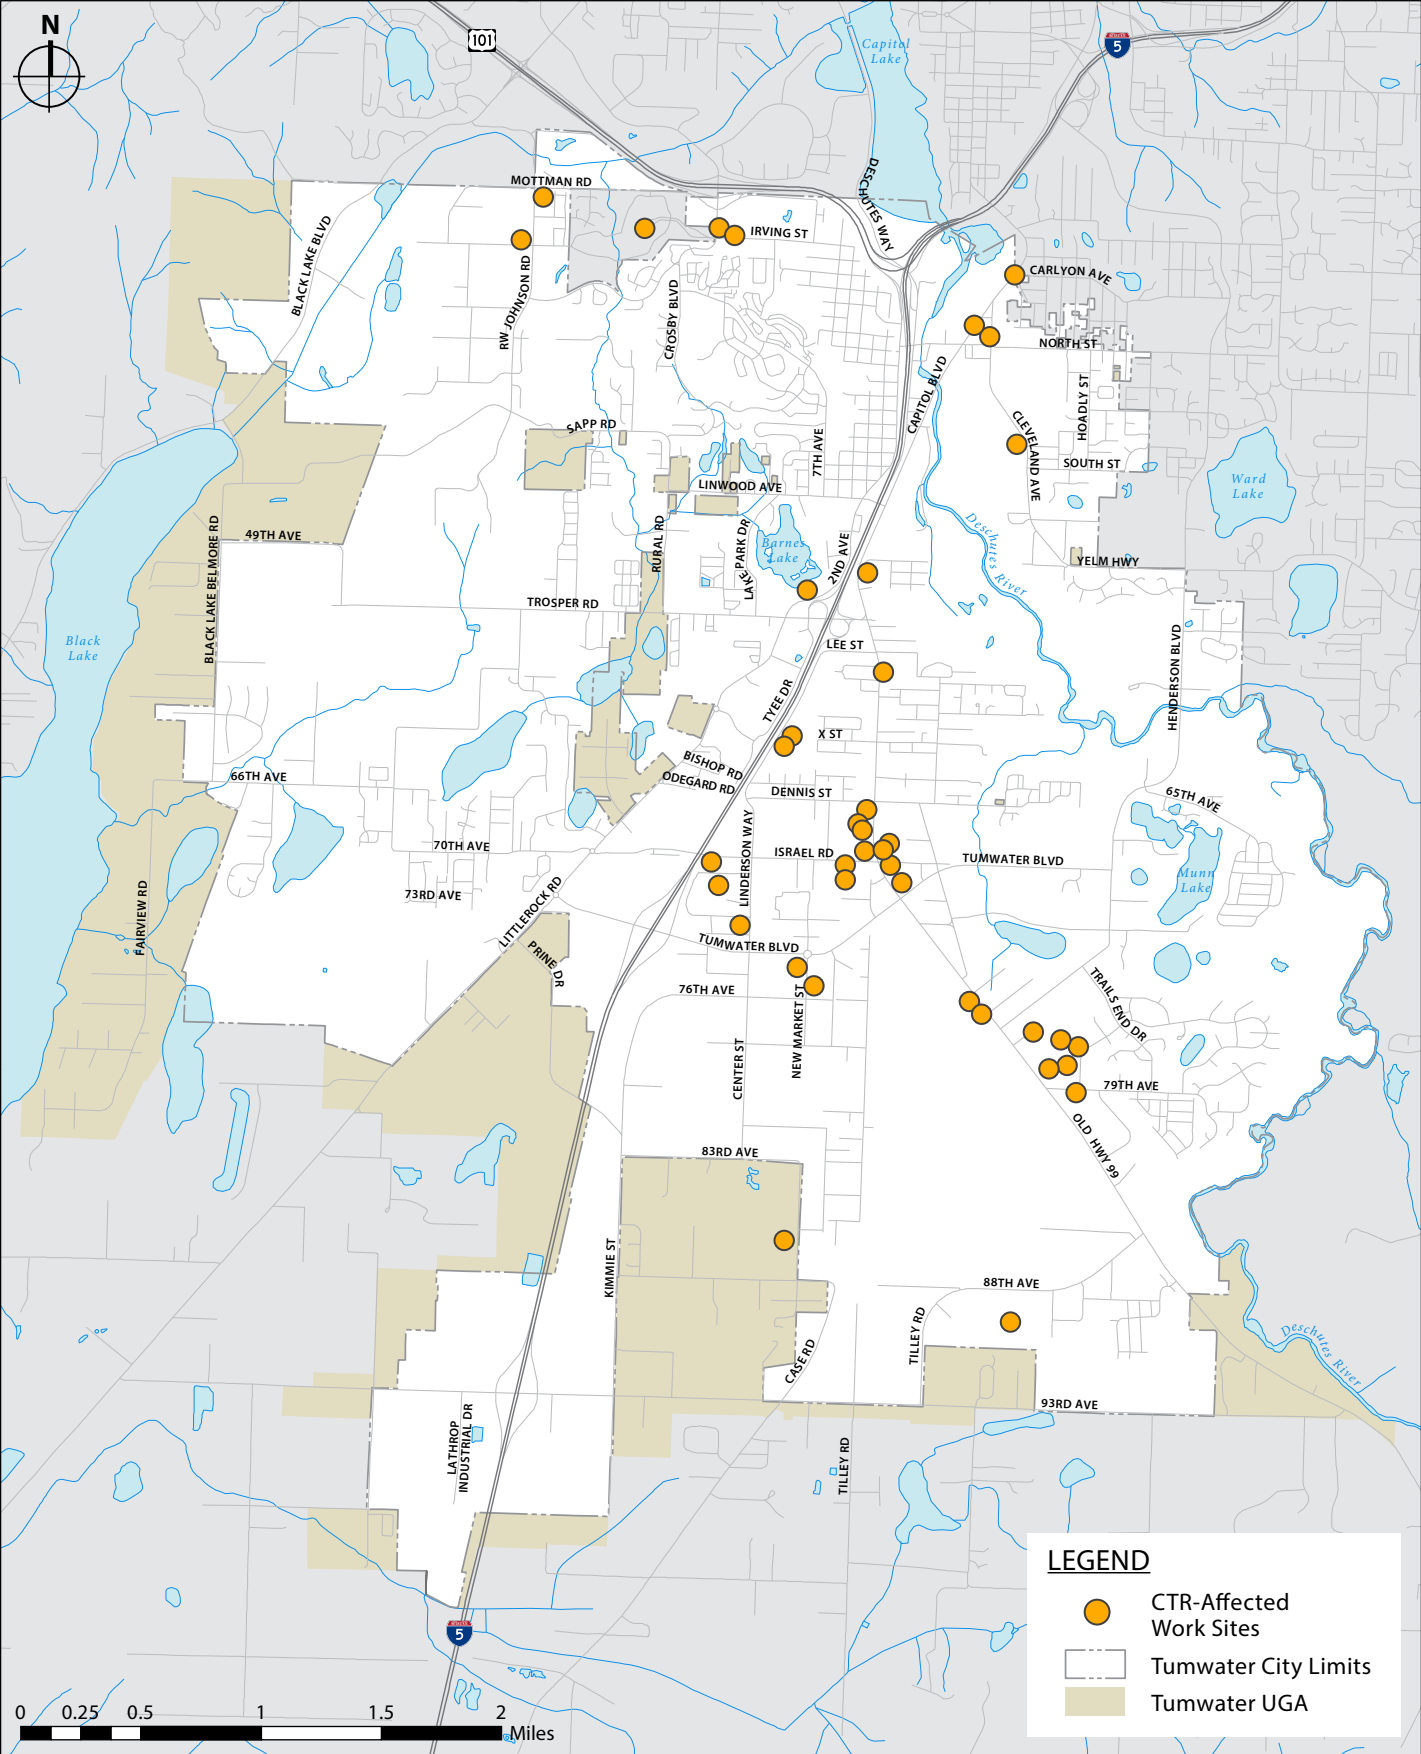 N
101
5
Capitol
Lake
DESCHUTES WAY
MOTTMAN RD
IRVING ST
BLACK LAKE BLVD
RW JOHNSON RD
CROSBY BLVD
CARLYON AVE
NORTH ST
CAPITOL BLVD
HOADLY ST
CLEVELAND AVE
SOUTH ST
SAPP RD
7TH AVE
LINWOOD AVE
Ward
Lake
49TH AVE
BLACK LAKE BELMORE RD
RURAL RD
LAKE PARK DR
Barnes
Lake
2ND AVE
Deschutes River
YELM HWY
TROSPER RD
Black
Lake
LEE ST
HENDERSON BLVD
TYEE DR
X ST
BISHOP RD
ODEGARD RD
66TH AVE
DENNIS ST
65TH AVE
LINDERSON WAY
70TH AVE
ISRAEL RD
TUMWATER BLVD
Munn
Lake
73RD AVE
FAIRVIEW RD
LITTLEROCK RD
PRINE DR
TUMWATER BLVD
76TH AVE
NEW MARKET ST
CENTER ST
TRAILS END DR
79TH AVE
OLD HWY 99
83RD AVE
KIMMIE ST
88TH AVE
TILLEY RD
CASE RD
Deschutes River
93RD AVE
LATHROP
INDUSTRIAL DR
TILLEY RD
5
LEGEND
CTR-Affected
Work Sites
Tumwater City Limits
Tumwater UGA
0 0.25 0.5 1 1.5 2
Miles